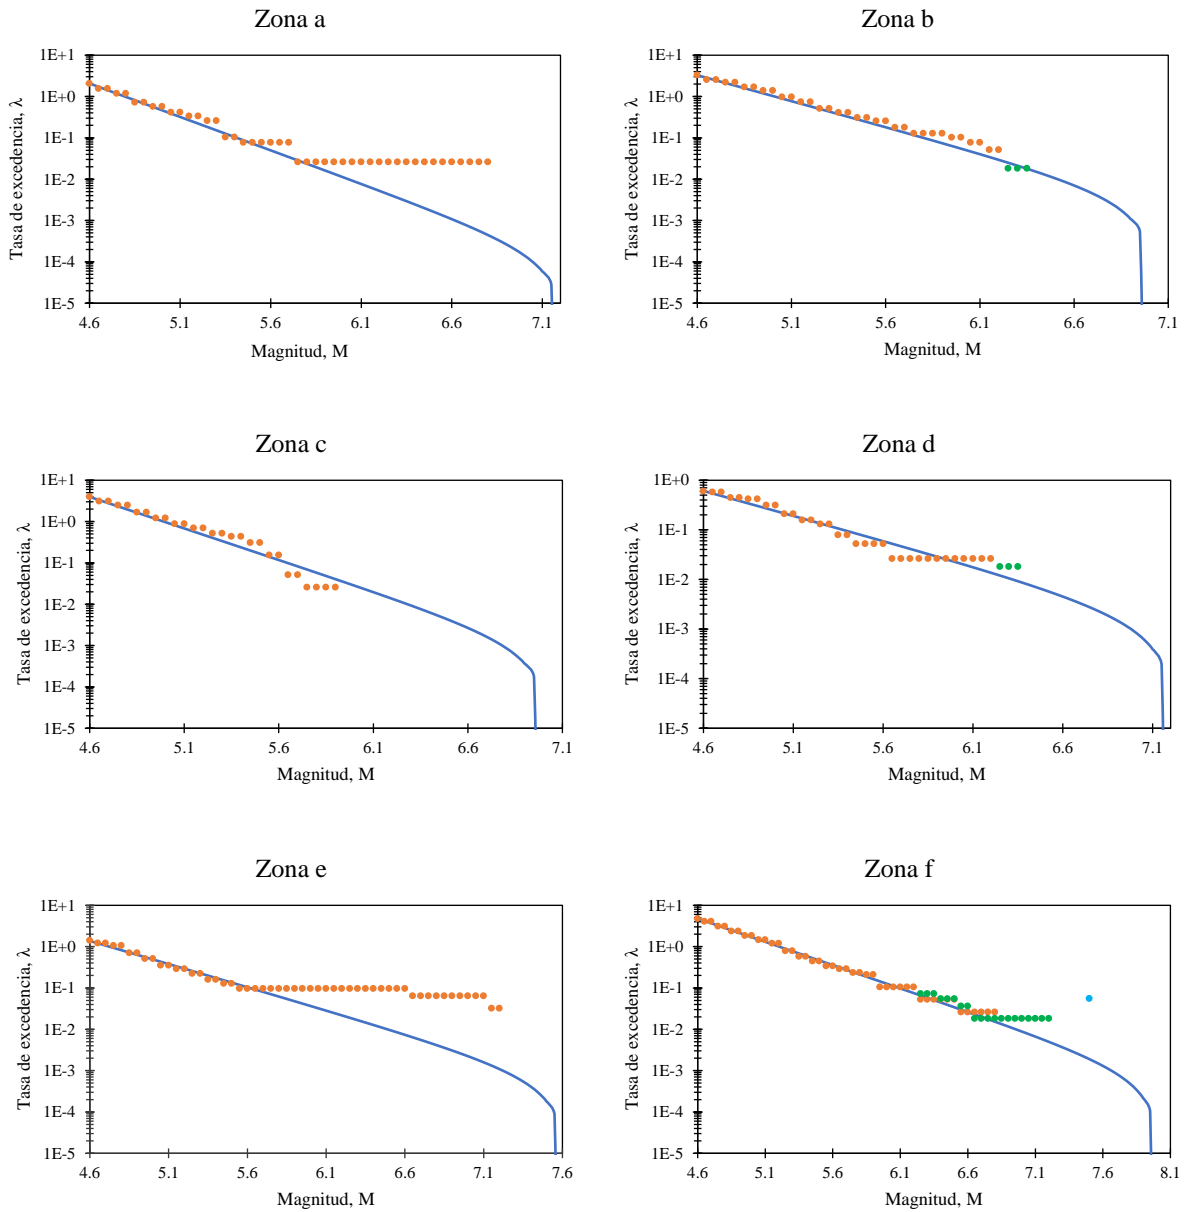 Zona a
1E+1
1E+0
1E-1
1E-2
1E-3
1E-4
1E-5
4.6 5.1 5.6 6.1 6.6 7.1
Tasa de excedencia, λ
Magnitud, M
Zona b
1E+1
1E+0
1E-1
1E-2
1E-3
1E-4
1E-5
4.6 5.1 5.6 6.1 6.6 7.1
Tasa de excedencia, λ
Magnitud, M
Zona c
1E+1
1E+0
1E-1
1E-2
1E-3
1E-4
1E-5
4.6 5.1 5.6 6.1 6.6 7.1
Tasa de excedencia, λ
Magnitud, M
Zona d
1E+0
1E-1
1E-2
1E-3
1E-4
1E-5
4.6 5.1 5.6 6.1 6.6 7.1
Tasa de excedencia, λ
Magnitud, M
Zona e
1E+1
1E+0
1E-1
1E-2
1E-3
1E-4
1E-5
4.6 5.1 5.6 6.1 6.6 7.1 7.6
Tasa de excedencia, λ
Magnitud, M
Zona f
1E+1
1E+0
1E-1
1E-2
1E-3
1E-4
1E-5
4.6 5.1 5.6 6.1 6.6 7.1 7.6 8.1
Tasa de excedencia, λ
Magnitud, M